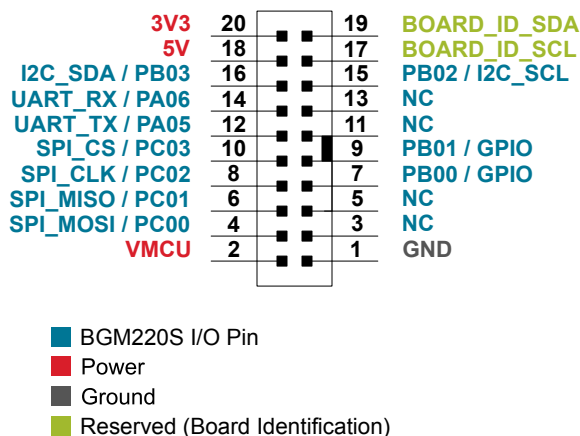 3V3 20 19 BOARD_ID_SDA
5V 18 17 BOARD_ID_SCL
I2C_SDA / PB03 16 15 PB02 / I2C_SCL
UART_RX / PA06 14 13 NC
UART_TX / PA05 12 11 NC
SPI_CS / PC03 10 9 PB01 / GPIO
SPI_CLK / PC02 8 7 PB00 / GPIO
SPI_MISO / PC01 6 5 NC
SPI_MOSI / PC00 4 3 NC
VMCU 2 1 GND
BGM220S I/O Pin
Power
Ground
Reserved (Board Identification)